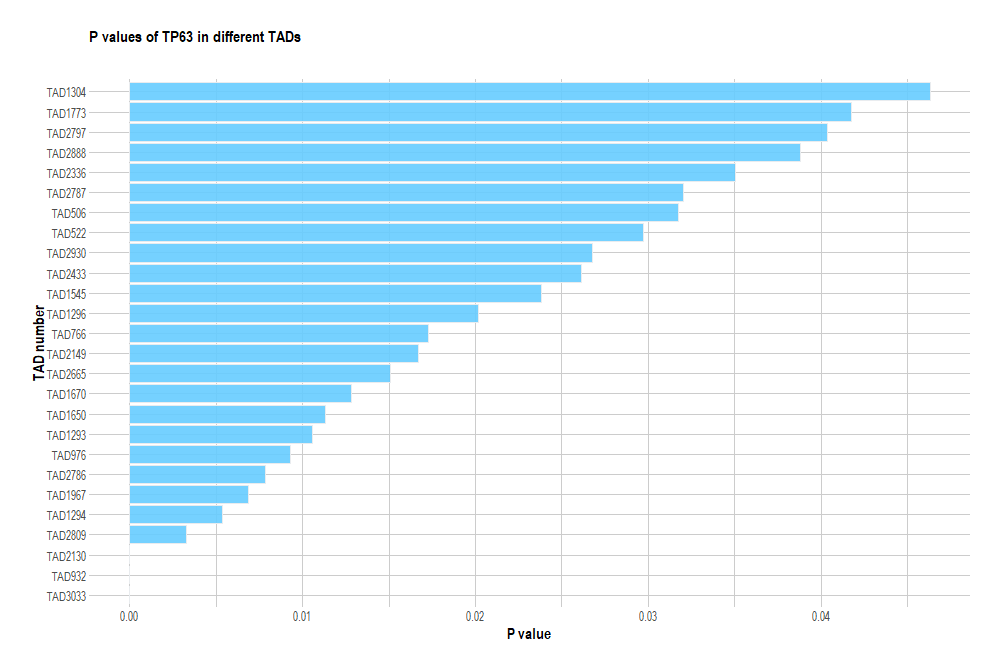 P values of TP63 in different TADs
TAD1304
TAD1773
TAD2797
TAD2888
TAD2336
TAD2787
TAD506
TAD522
TAD2930
TAD2433
TAD1545
TAD1296
TAD766
TAD2149
TAD2665
TAD1670
TAD1650
TAD1293
TAD976
TAD2786
TAD1967
TAD1294
TAD2809
TAD2130
TAD932
TAD3033
TAD number
0.00 0.01 0.02 0.03 0.04
P value